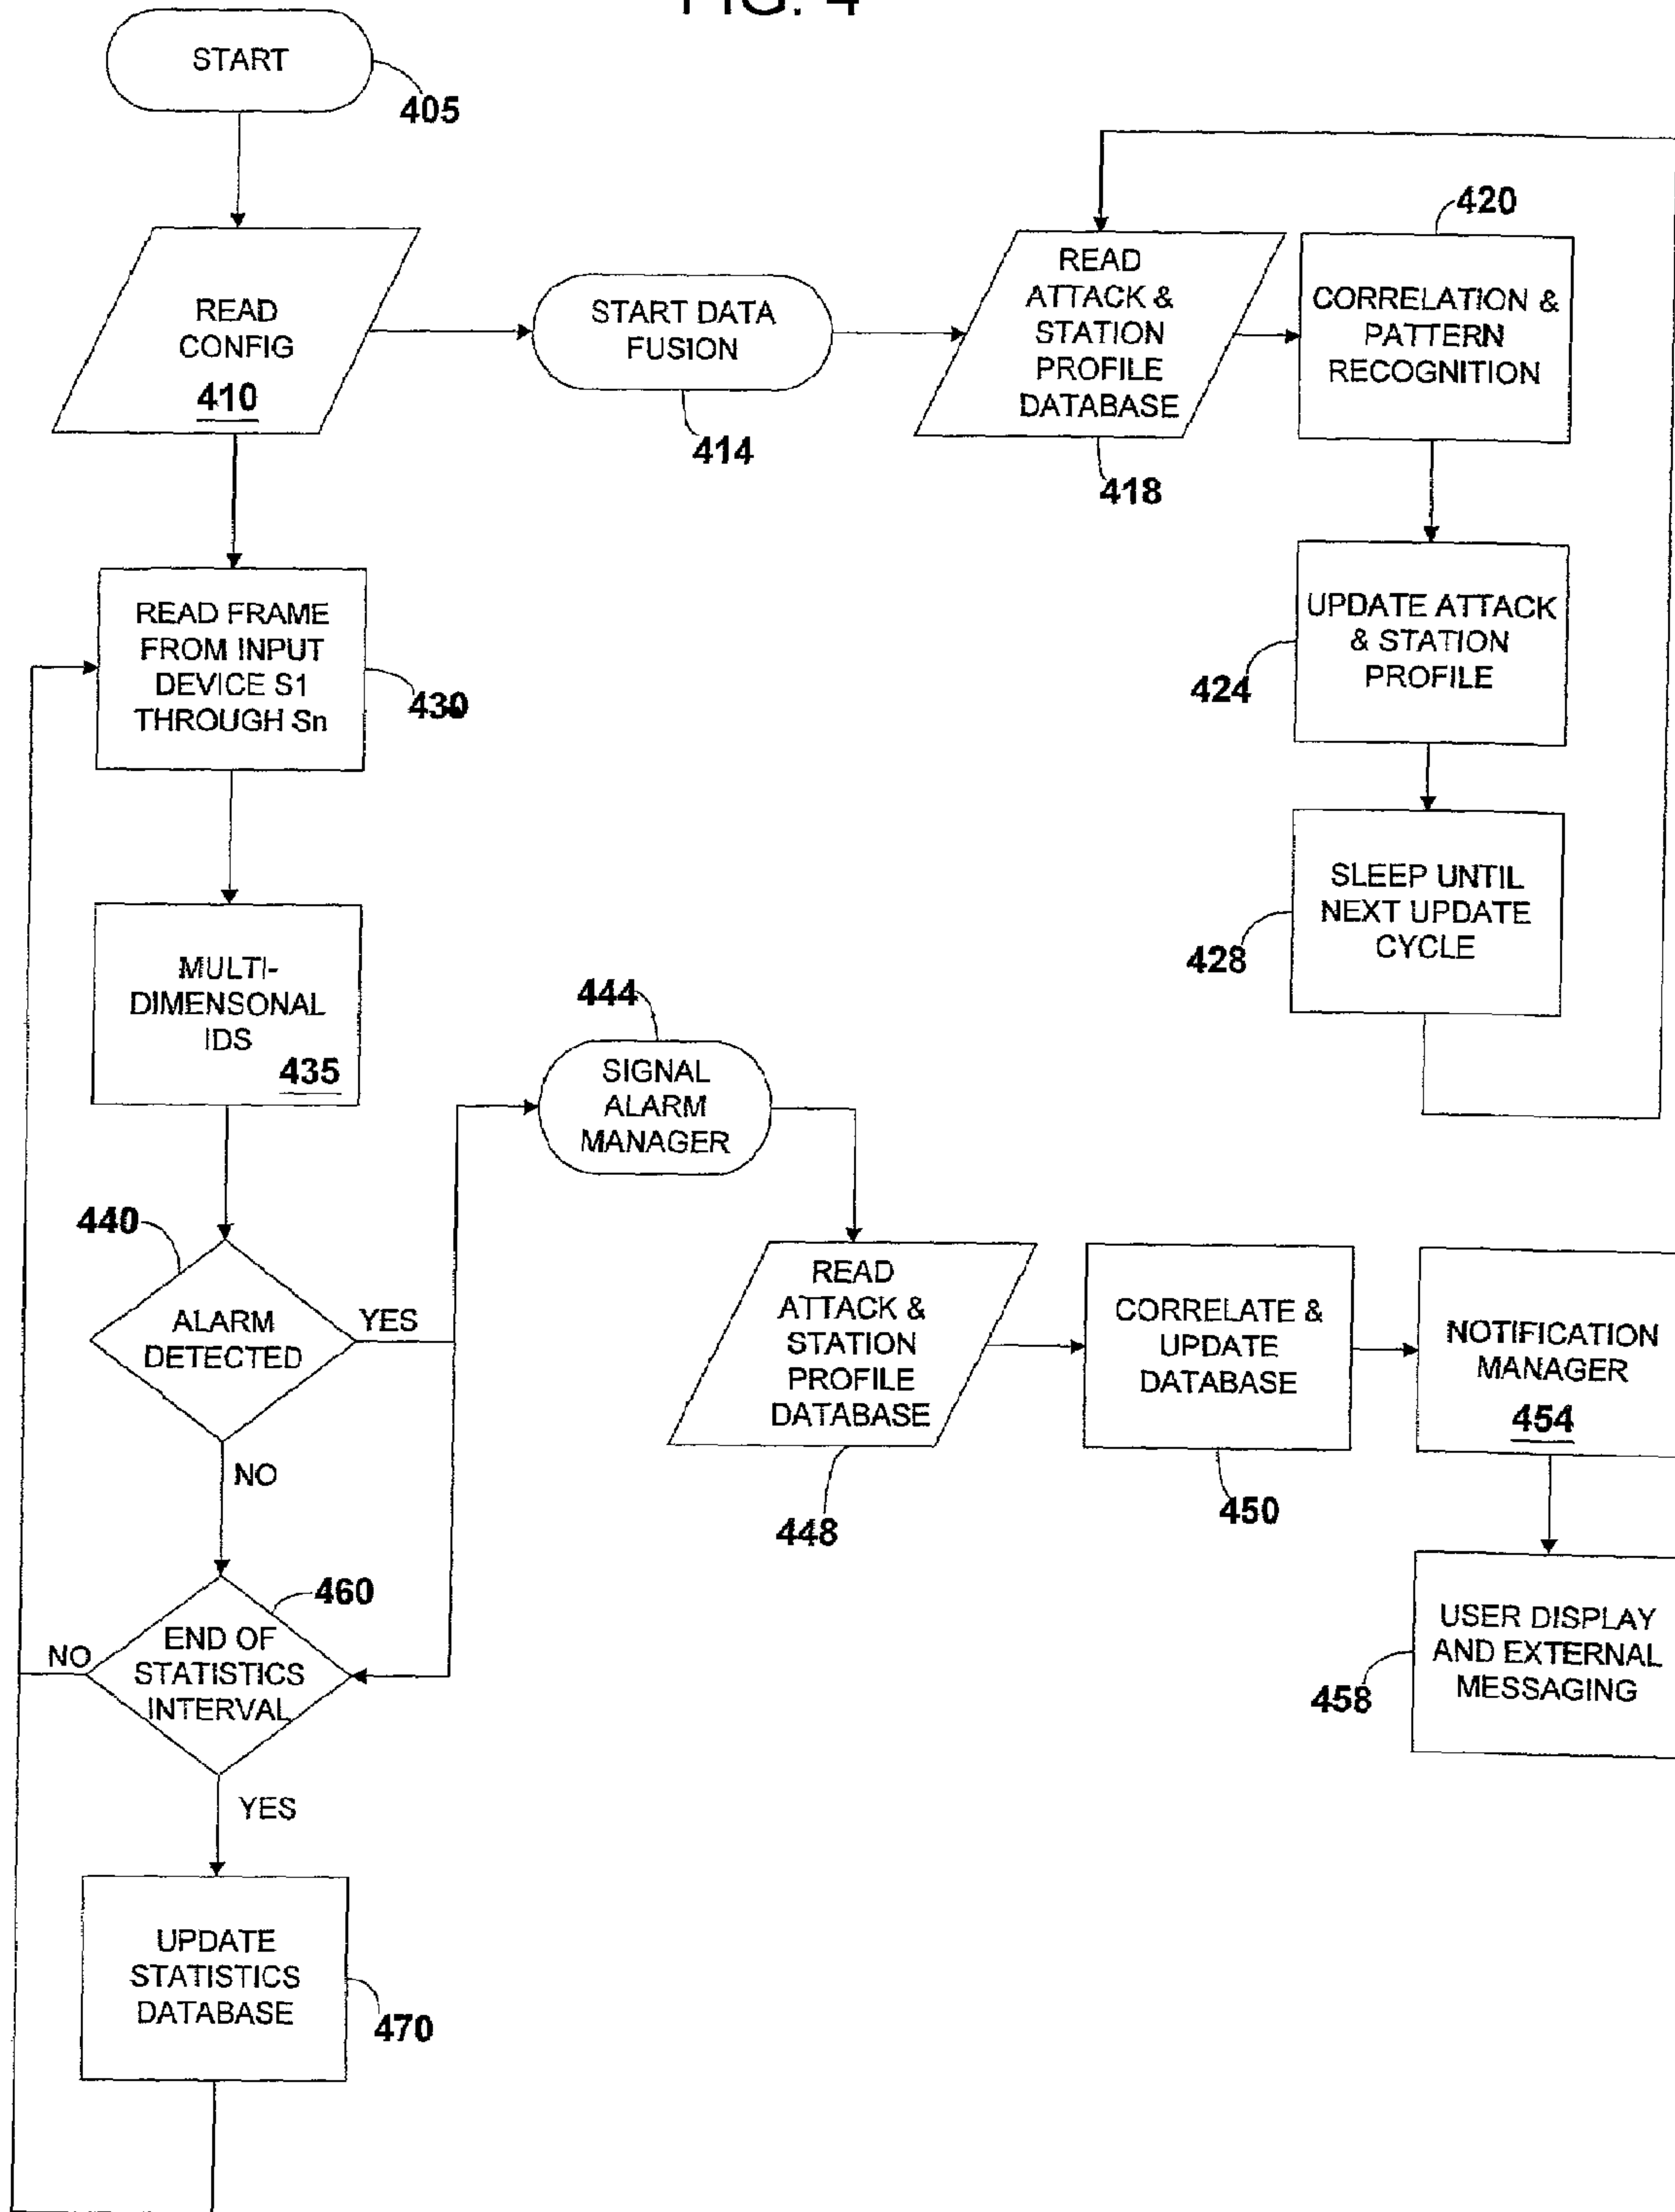 FIG. 4
START
405
READ
CONFIG
410
START DATA
FUSION
414
READ
ATTACK &
STATION
PROFILE
DATABASE
418
420
CORRELATION &
PATTERN
RECOGNITION
UPDATE ATTACK
& STATION
PROFILE
424
SLEEP UNTIL
NEXT UPDATE
CYCLE
428
READ FRAME
FROM INPUT
DEVICE S1
THROUGH Sn
430
MULTI-
DIMENSONAL
IDS
435
440
ALARM
DETECTED
YES
NO
444
SIGNAL
ALARM
MANAGER
READ
ATTACK &
STATION
PROFILE
DATABASE
448
CORRELATE &
UPDATE
DATABASE
450
NOTIFICATION
MANAGER
454
USER DISPLAY
AND EXTERNAL
MESSAGING
458
460
END OF
STATISTICS
INTERVAL
NO
YES
UPDATE
STATISTICS
DATABASE
470